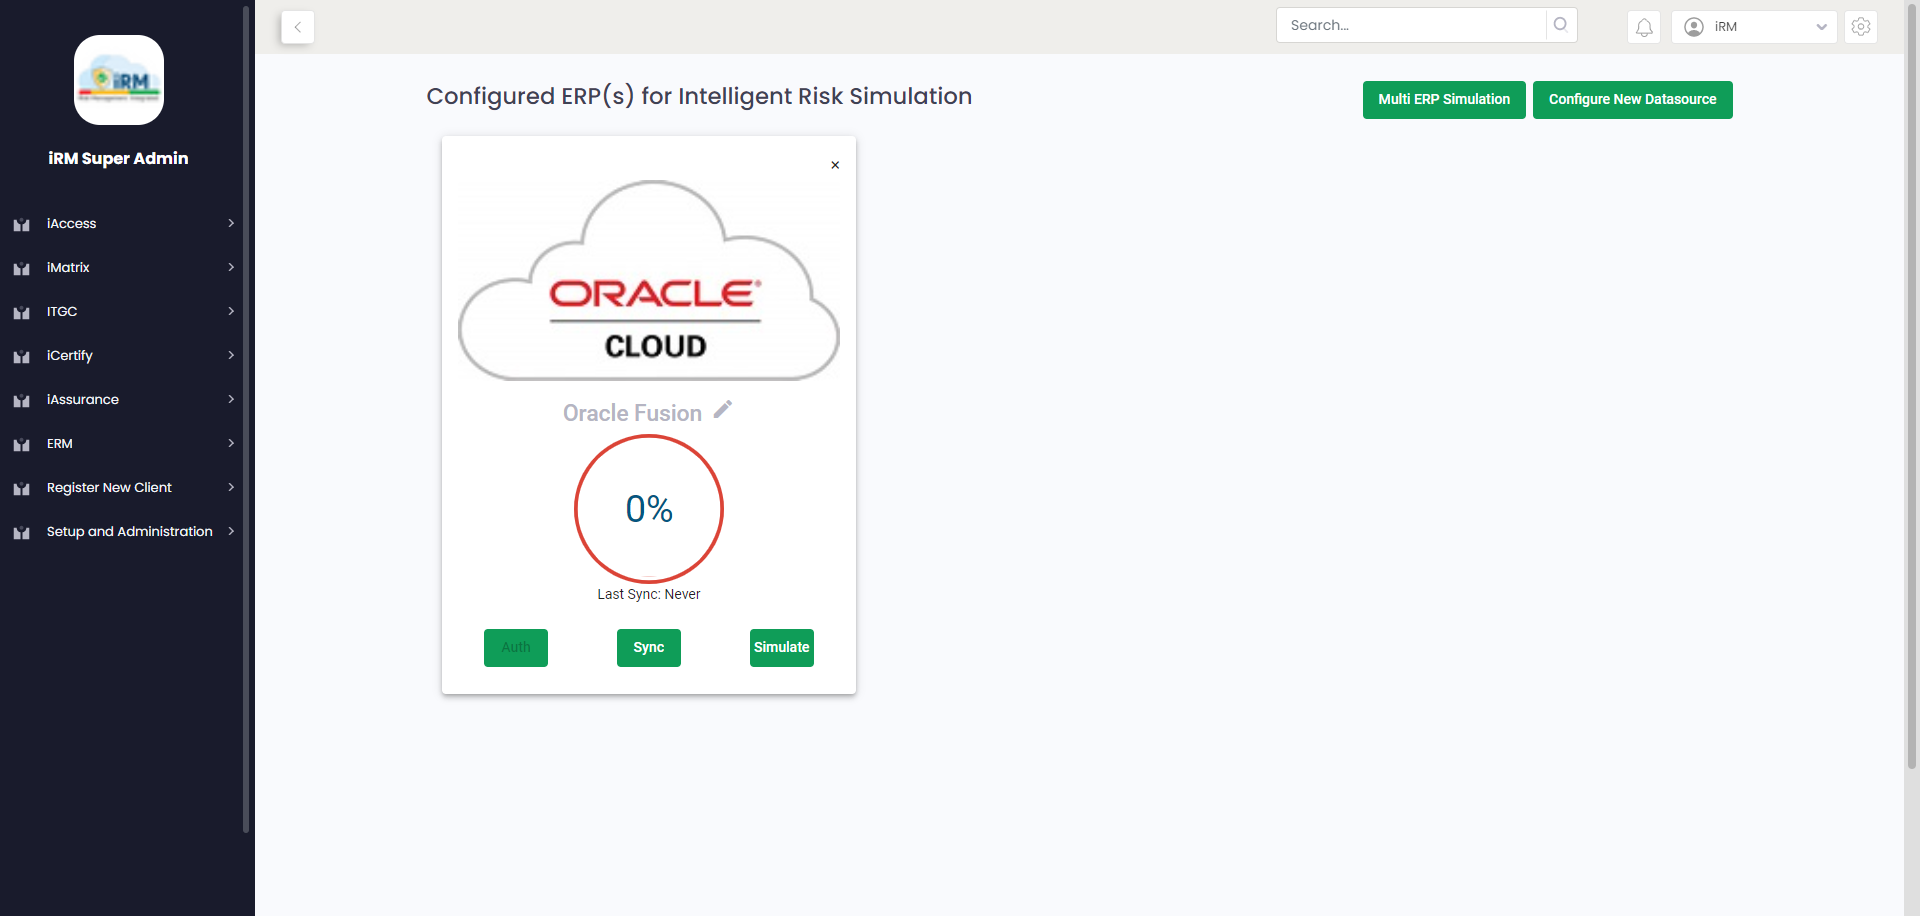 iRM
iRM Super Admin
iAccess
iMatrix
ITGC
iCertify
iAssurance
ERM
Register New Client
Setup and Administration
Search...
iRM
Configured ERP(s) for Intelligent Risk Simulation
Multi ERP Simulation
Configure New Datasource
×
ORACLE®
CLOUD
Oracle Fusion
0%
Last Sync: Never
Auth
Sync
Simulate